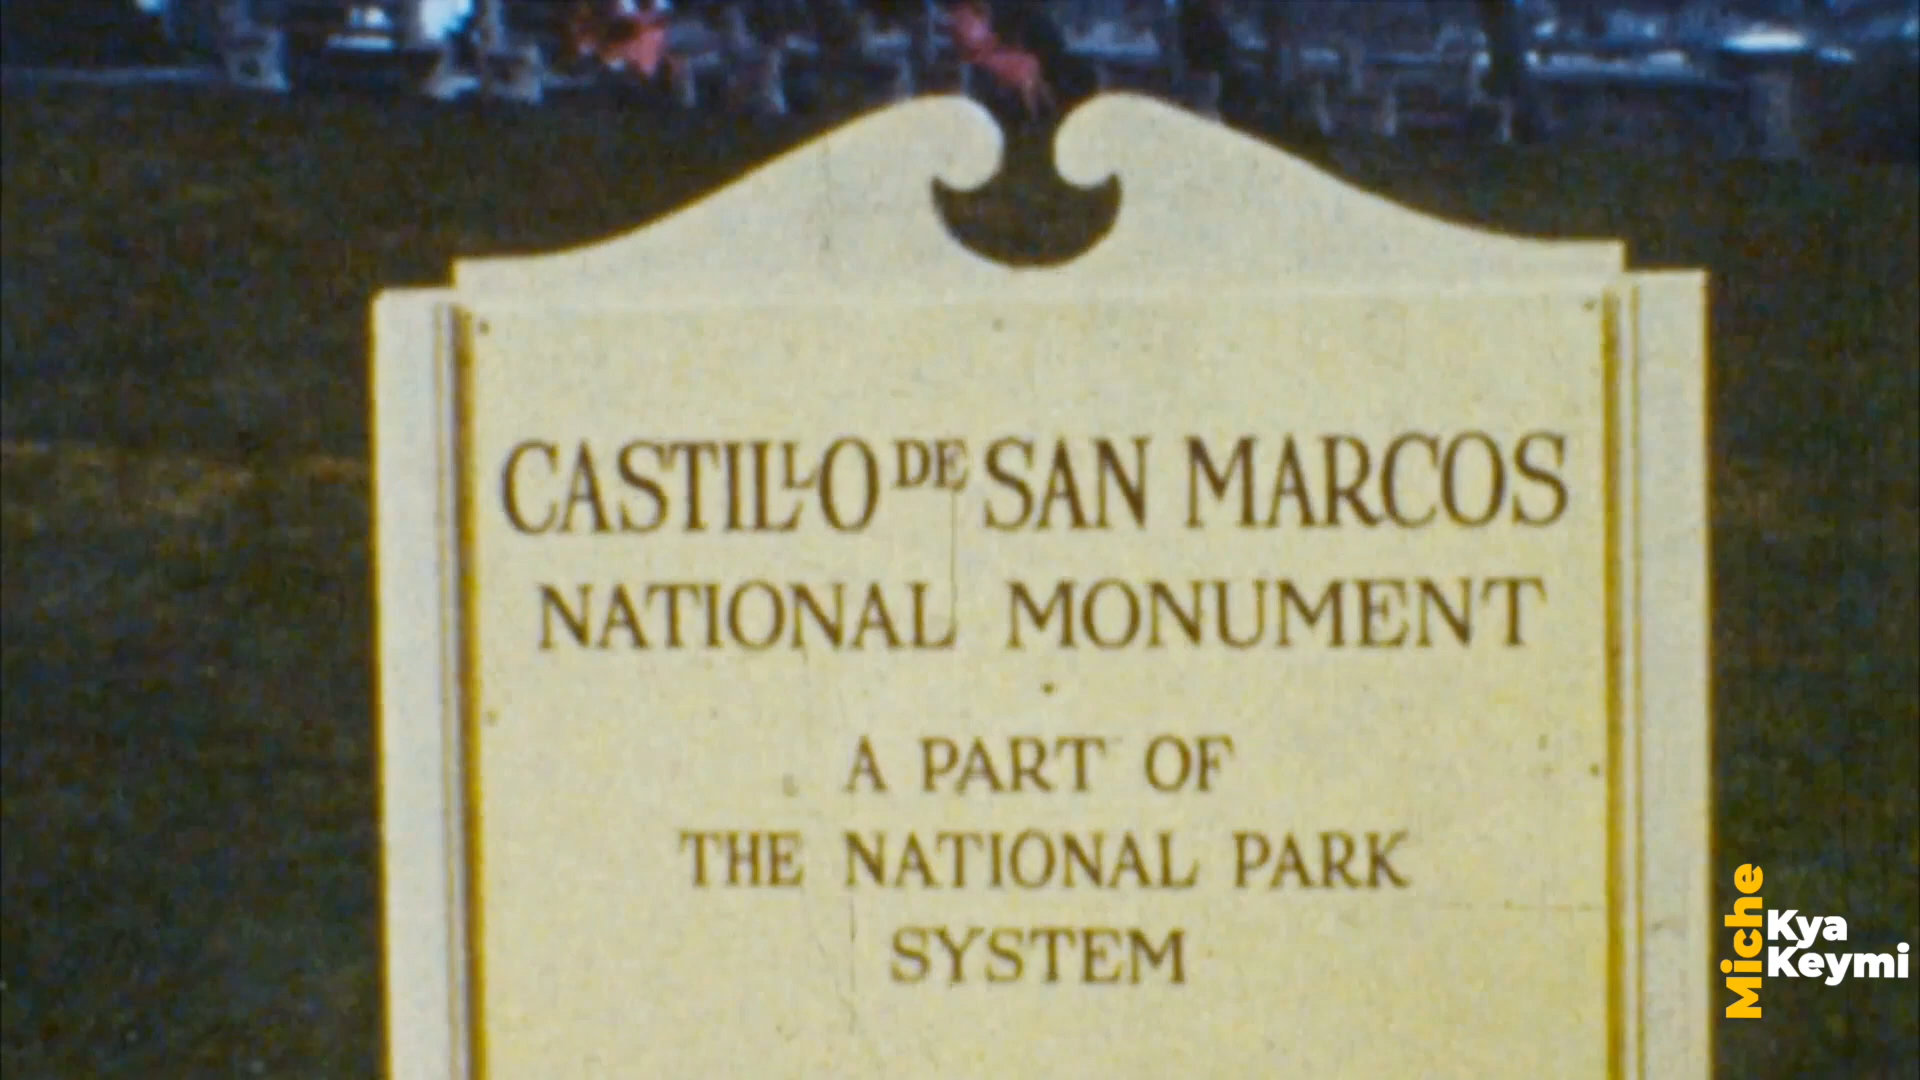 CASTILLO DE SAN MARCOS
NATIONAL MONUMENT
A PART OF
THE NATIONAL PARK
SYSTEM
Miche
Kya
Keymi